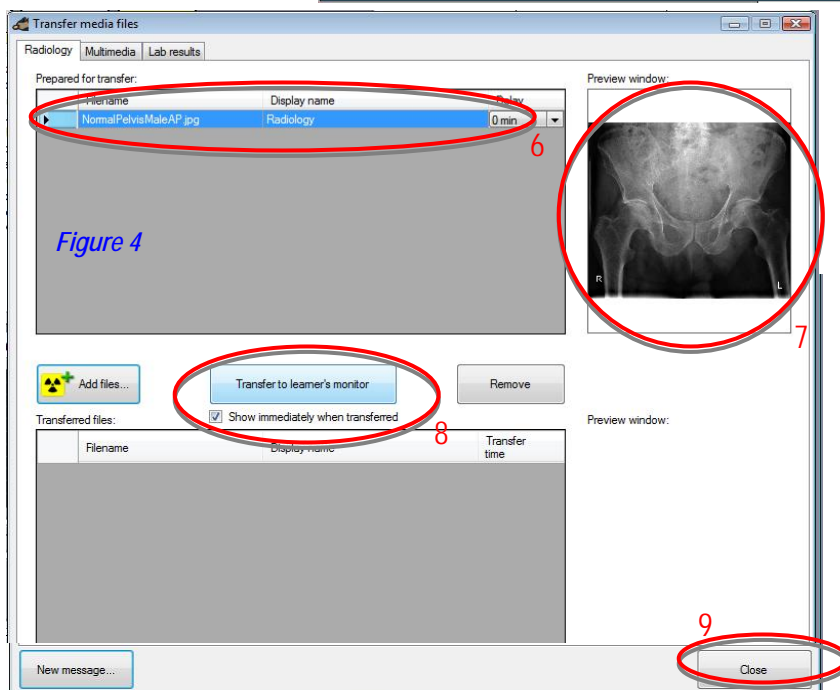 Transfer media files
Radiology Multimedia Lab results
Prepared for transfer: Preview window:
Filename Display name Delay
NormalPelvisMaleAP.jpg Radiology 0 min
6
Figure 4
R L
7
Add files... Transfer to learner's monitor Remove
Show immediately when transferred
8
Transferred files: Preview window:
Filename Display name Transfer time
9
New message... Close